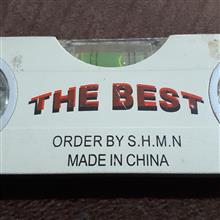 THE BEST
ORDER BY S.H.M.N
MADE IN CHINA